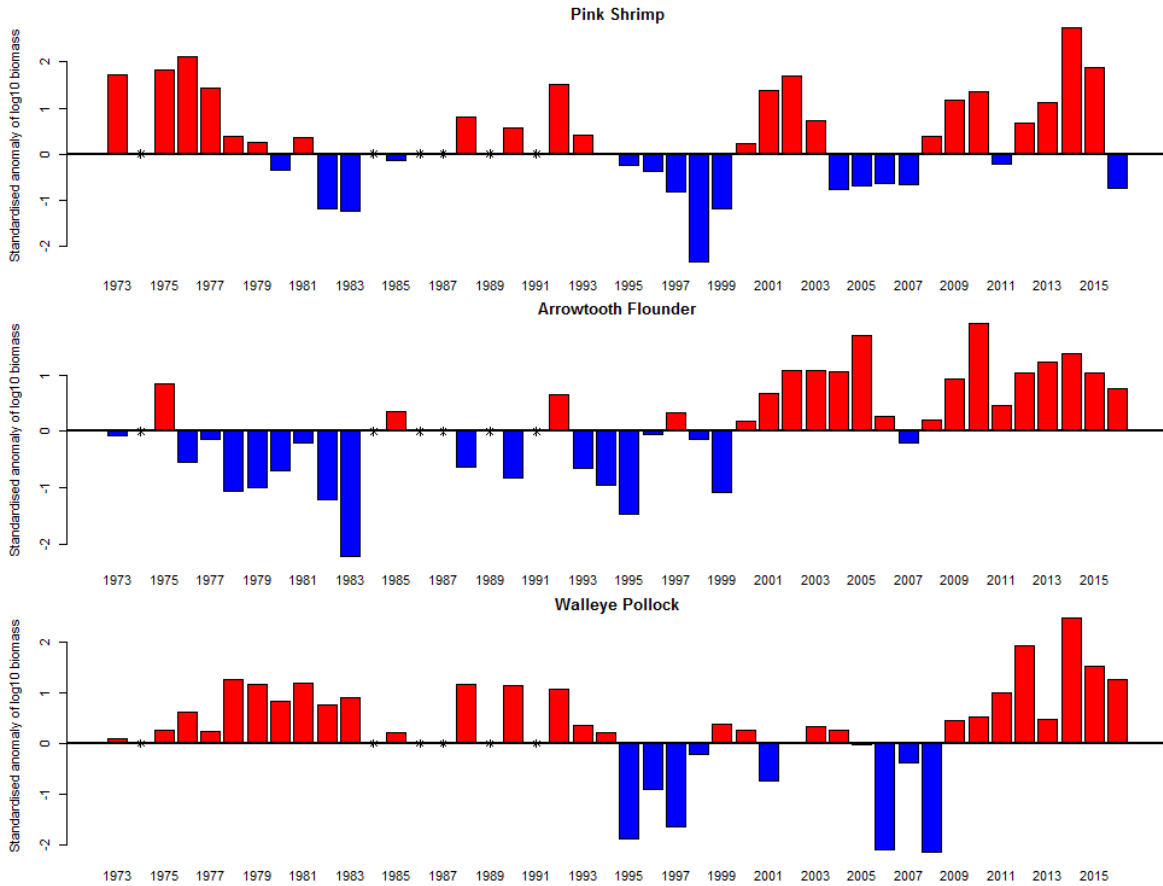 Pink Shrimp
Standardised anomaly of log10 biomass
2
1
0
-1
-2
1973 1975 1977 1979 1981 1983 1985 1987 1989 1991 1993 1995 1997 1999 2001 2003 2005 2007 2009 2011 2013 2015
Arrowtooth Flounder
Standardised anomaly of log10 biomass
1
0
-1
-2
1973 1975 1977 1979 1981 1983 1985 1987 1989 1991 1993 1995 1997 1999 2001 2003 2005 2007 2009 2011 2013 2015
Walleye Pollock
Standardised anomaly of log10 biomass
2
1
0
-1
-2
1973 1975 1977 1979 1981 1983 1985 1987 1989 1991 1993 1995 1997 1999 2001 2003 2005 2007 2009 2011 2013 2015